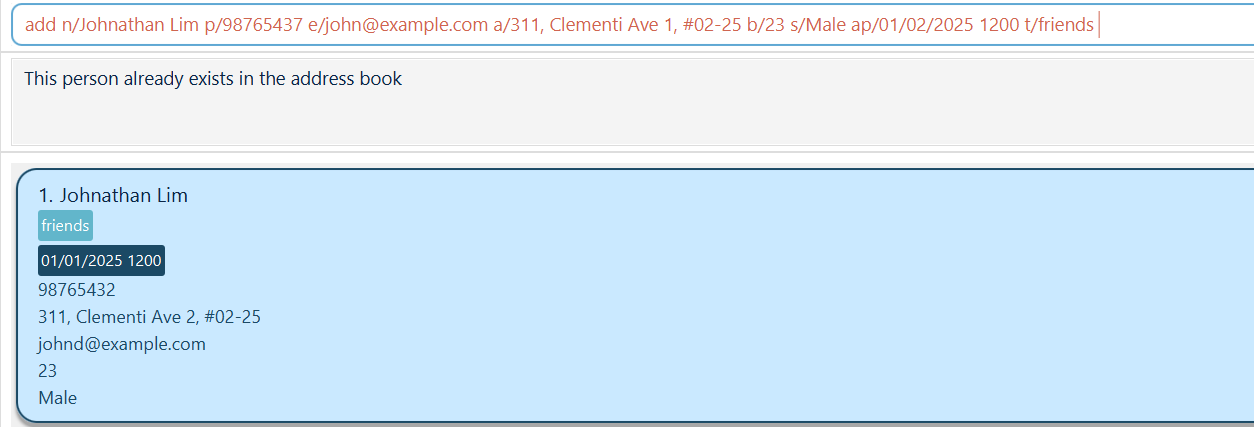 add n/Johnathan Lim p/98765437 e/john@example.com a/311, Clementi Ave 1, #02-25 b/23 s/Male ap/01/02/2025 1200 t/friends
This person already exists in the address book
1. Johnathan Lim
friends
01/01/2025 1200
98765432
311, Clementi Ave 2, #02-25
johnd@example.com
23
Male